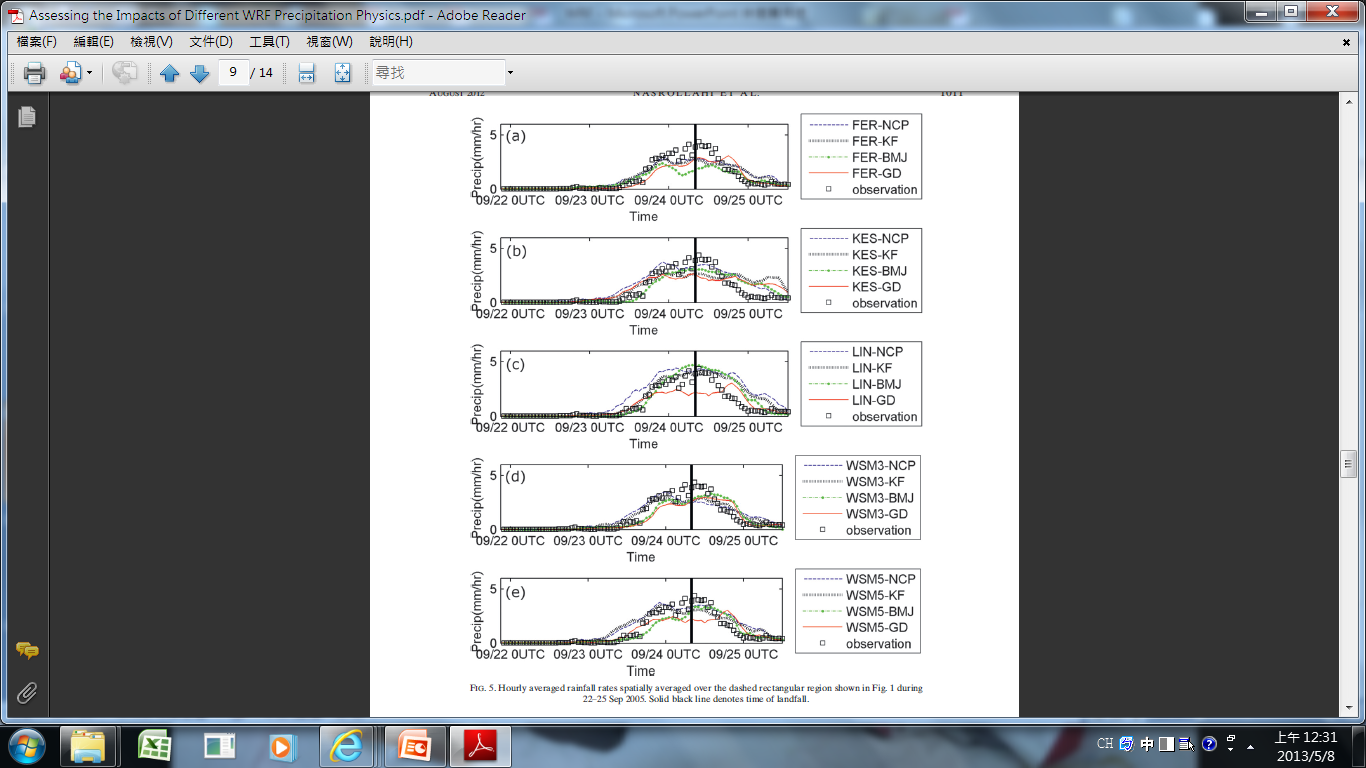 Assessing the Impacts of Different WRF Precipitation Physics.pdf - Adobe Reader
檔案(F) 編輯(E) 檢視(V) 文件(D) 工具(T) 視窗(W) 說明(H)
9 / 14 尋找
AUGUST 2012 NASROLLAHI ET AL. 1011
(a)
Precip(mm/hr)
5
0
09/22 0UTC 09/23 0UTC 09/24 0UTC 09/25 0UTC
Time
FER-NCP
FER-KF
FER-BMJ
FER-GD
observation
(b)
Precip(mm/hr)
5
0
09/22 0UTC 09/23 0UTC 09/24 0UTC 09/25 0UTC
Time
KES-NCP
KES-KF
KES-BMJ
KES-GD
observation
(c)
Precip(mm/hr)
5
0
09/22 0UTC 09/23 0UTC 09/24 0UTC 09/25 0UTC
Time
LIN-NCP
LIN-KF
LIN-BMJ
LIN-GD
observation
(d)
Precip(mm/hr)
5
0
09/22 0UTC 09/23 0UTC 09/24 0UTC 09/25 0UTC
Time
WSM3-NCP
WSM3-KF
WSM3-BMJ
WSM3-GD
observation
(e)
Precip(mm/hr)
5
0
09/22 0UTC 09/23 0UTC 09/24 0UTC 09/25 0UTC
Time
WSM5-NCP
WSM5-KF
WSM5-BMJ
WSM5-GD
observation
FIG. 5. Hourly averaged rainfall rates spatially averaged over the dashed rectangular region shown in Fig. 1 during
22–25 Sep 2005. Solid black line denotes time of landfall.
CH 中 上午 12:31
2013/5/8